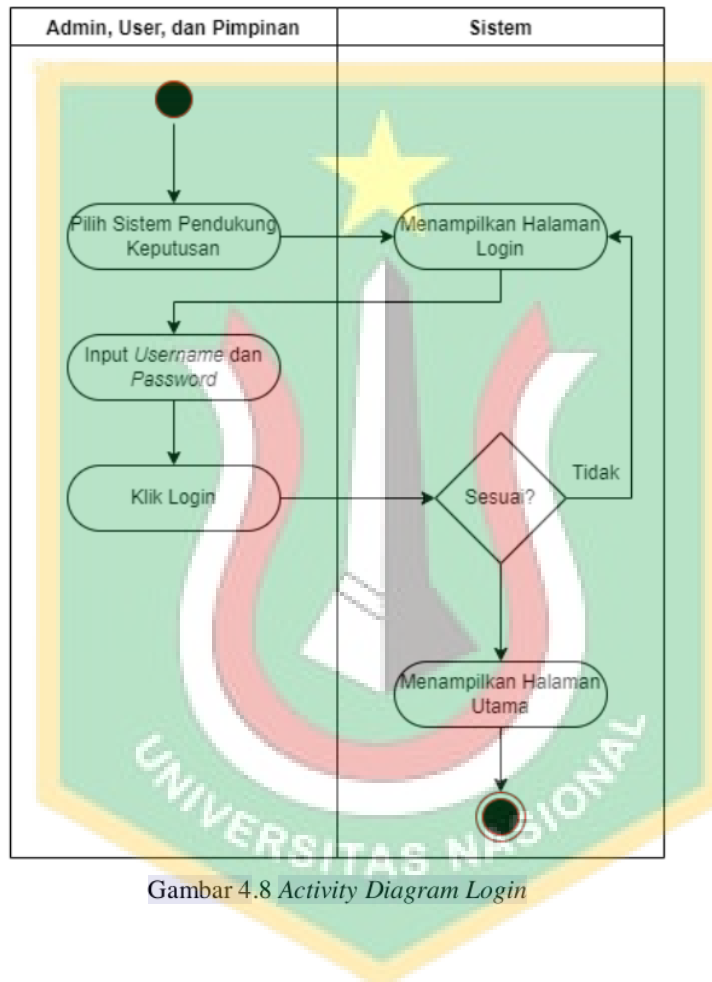 Admin, User, dan Pimpinan
Sistem
Pilih Sistem Pendukung
Keputusan
Menampilkan Halaman
Login
Input Username dan
Password
Klik Login
Sesuai?
Tidak
Menampilkan Halaman
Utama
UNIVERSITAS NASIONAL
Gambar 4.8 Activity Diagram Login